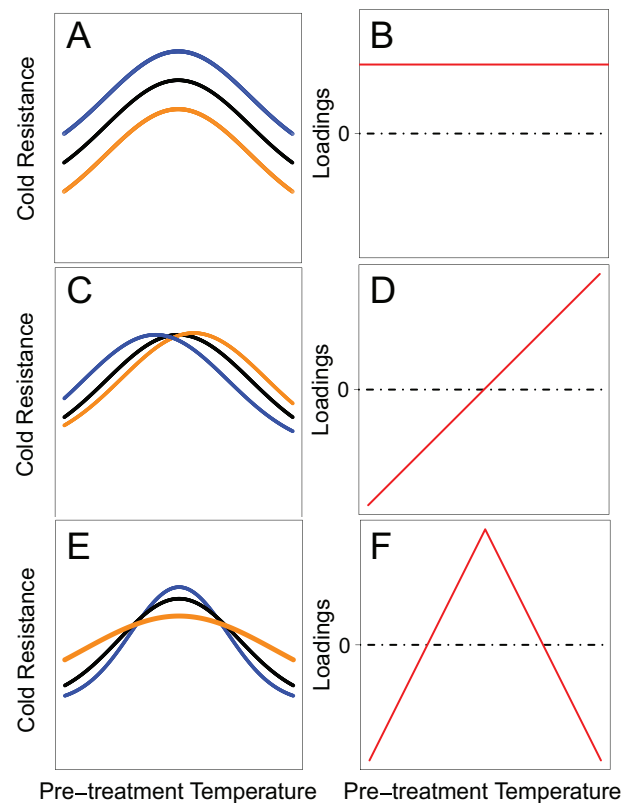 A
Cold Resistance
B
Loadings
0
C
Cold Resistance
D
Loadings
0
E
Cold Resistance
F
Loadings
0
Pre−treatment Temperature
Pre−treatment Temperature